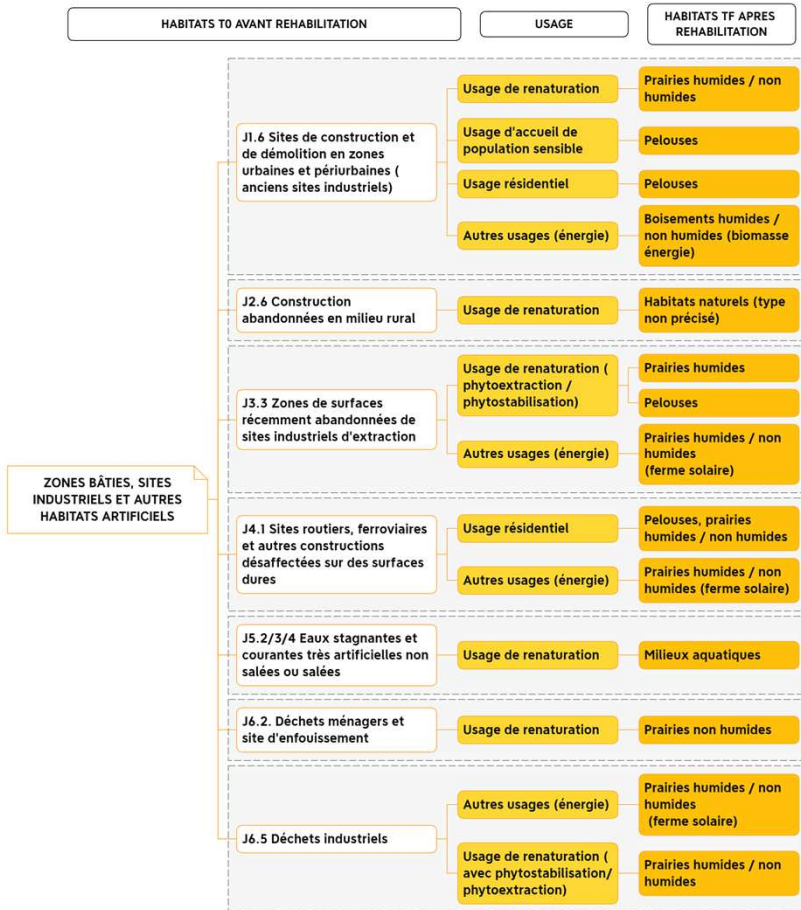 HABITATS T0 AVANT REHABILITATION
USAGE
HABITATS TF APRES
REHABILITATION
ZONES BÂTIES, SITES
INDUSTRIELS ET AUTRES
HABITATS ARTIFICIELS
J1.6 Sites de construction et
de démolition en zones
urbaines et périurbaines (
anciens sites industriels)
Usage de renaturation
Prairies humides / non
humides
Usage d'accueil de
population sensible
Pelouses
Usage résidentiel
Pelouses
Autres usages (énergie)
Boisements humides /
non humides (biomasse
énergie)
J2.6 Construction
abandonnées en milieu rural
Usage de renaturation
Habitats naturels (type
non précisé)
J3.3 Zones de surfaces
récemment abandonnées de
sites industriels d'extraction
Usage de renaturation (
phytoextraction /
phytostabilisation)
Prairies humides
Pelouses
Autres usages (énergie)
Prairies humides / non
humides
(ferme solaire)
J4.1 Sites routiers, ferroviaires
et autres constructions
désaffectées sur des surfaces
dures
Usage résidentiel
Pelouses, prairies
humides / non humides
Autres usages (énergie)
Prairies humides / non
humides (ferme solaire)
J5.2/3/4 Eaux stagnantes et
courantes très artificielles non
salées ou salées
Usage de renaturation
Milieux aquatiques
J6.2. Déchets ménagers et
site d'enfouissement
Usage de renaturation
Prairies non humides
J6.5 Déchets industriels
Autres usages (énergie)
Prairies humides / non
humides
(ferme solaire)
Usage de renaturation (
avec phytostabilisation/
phytoextraction)
Prairies humides / non
humides